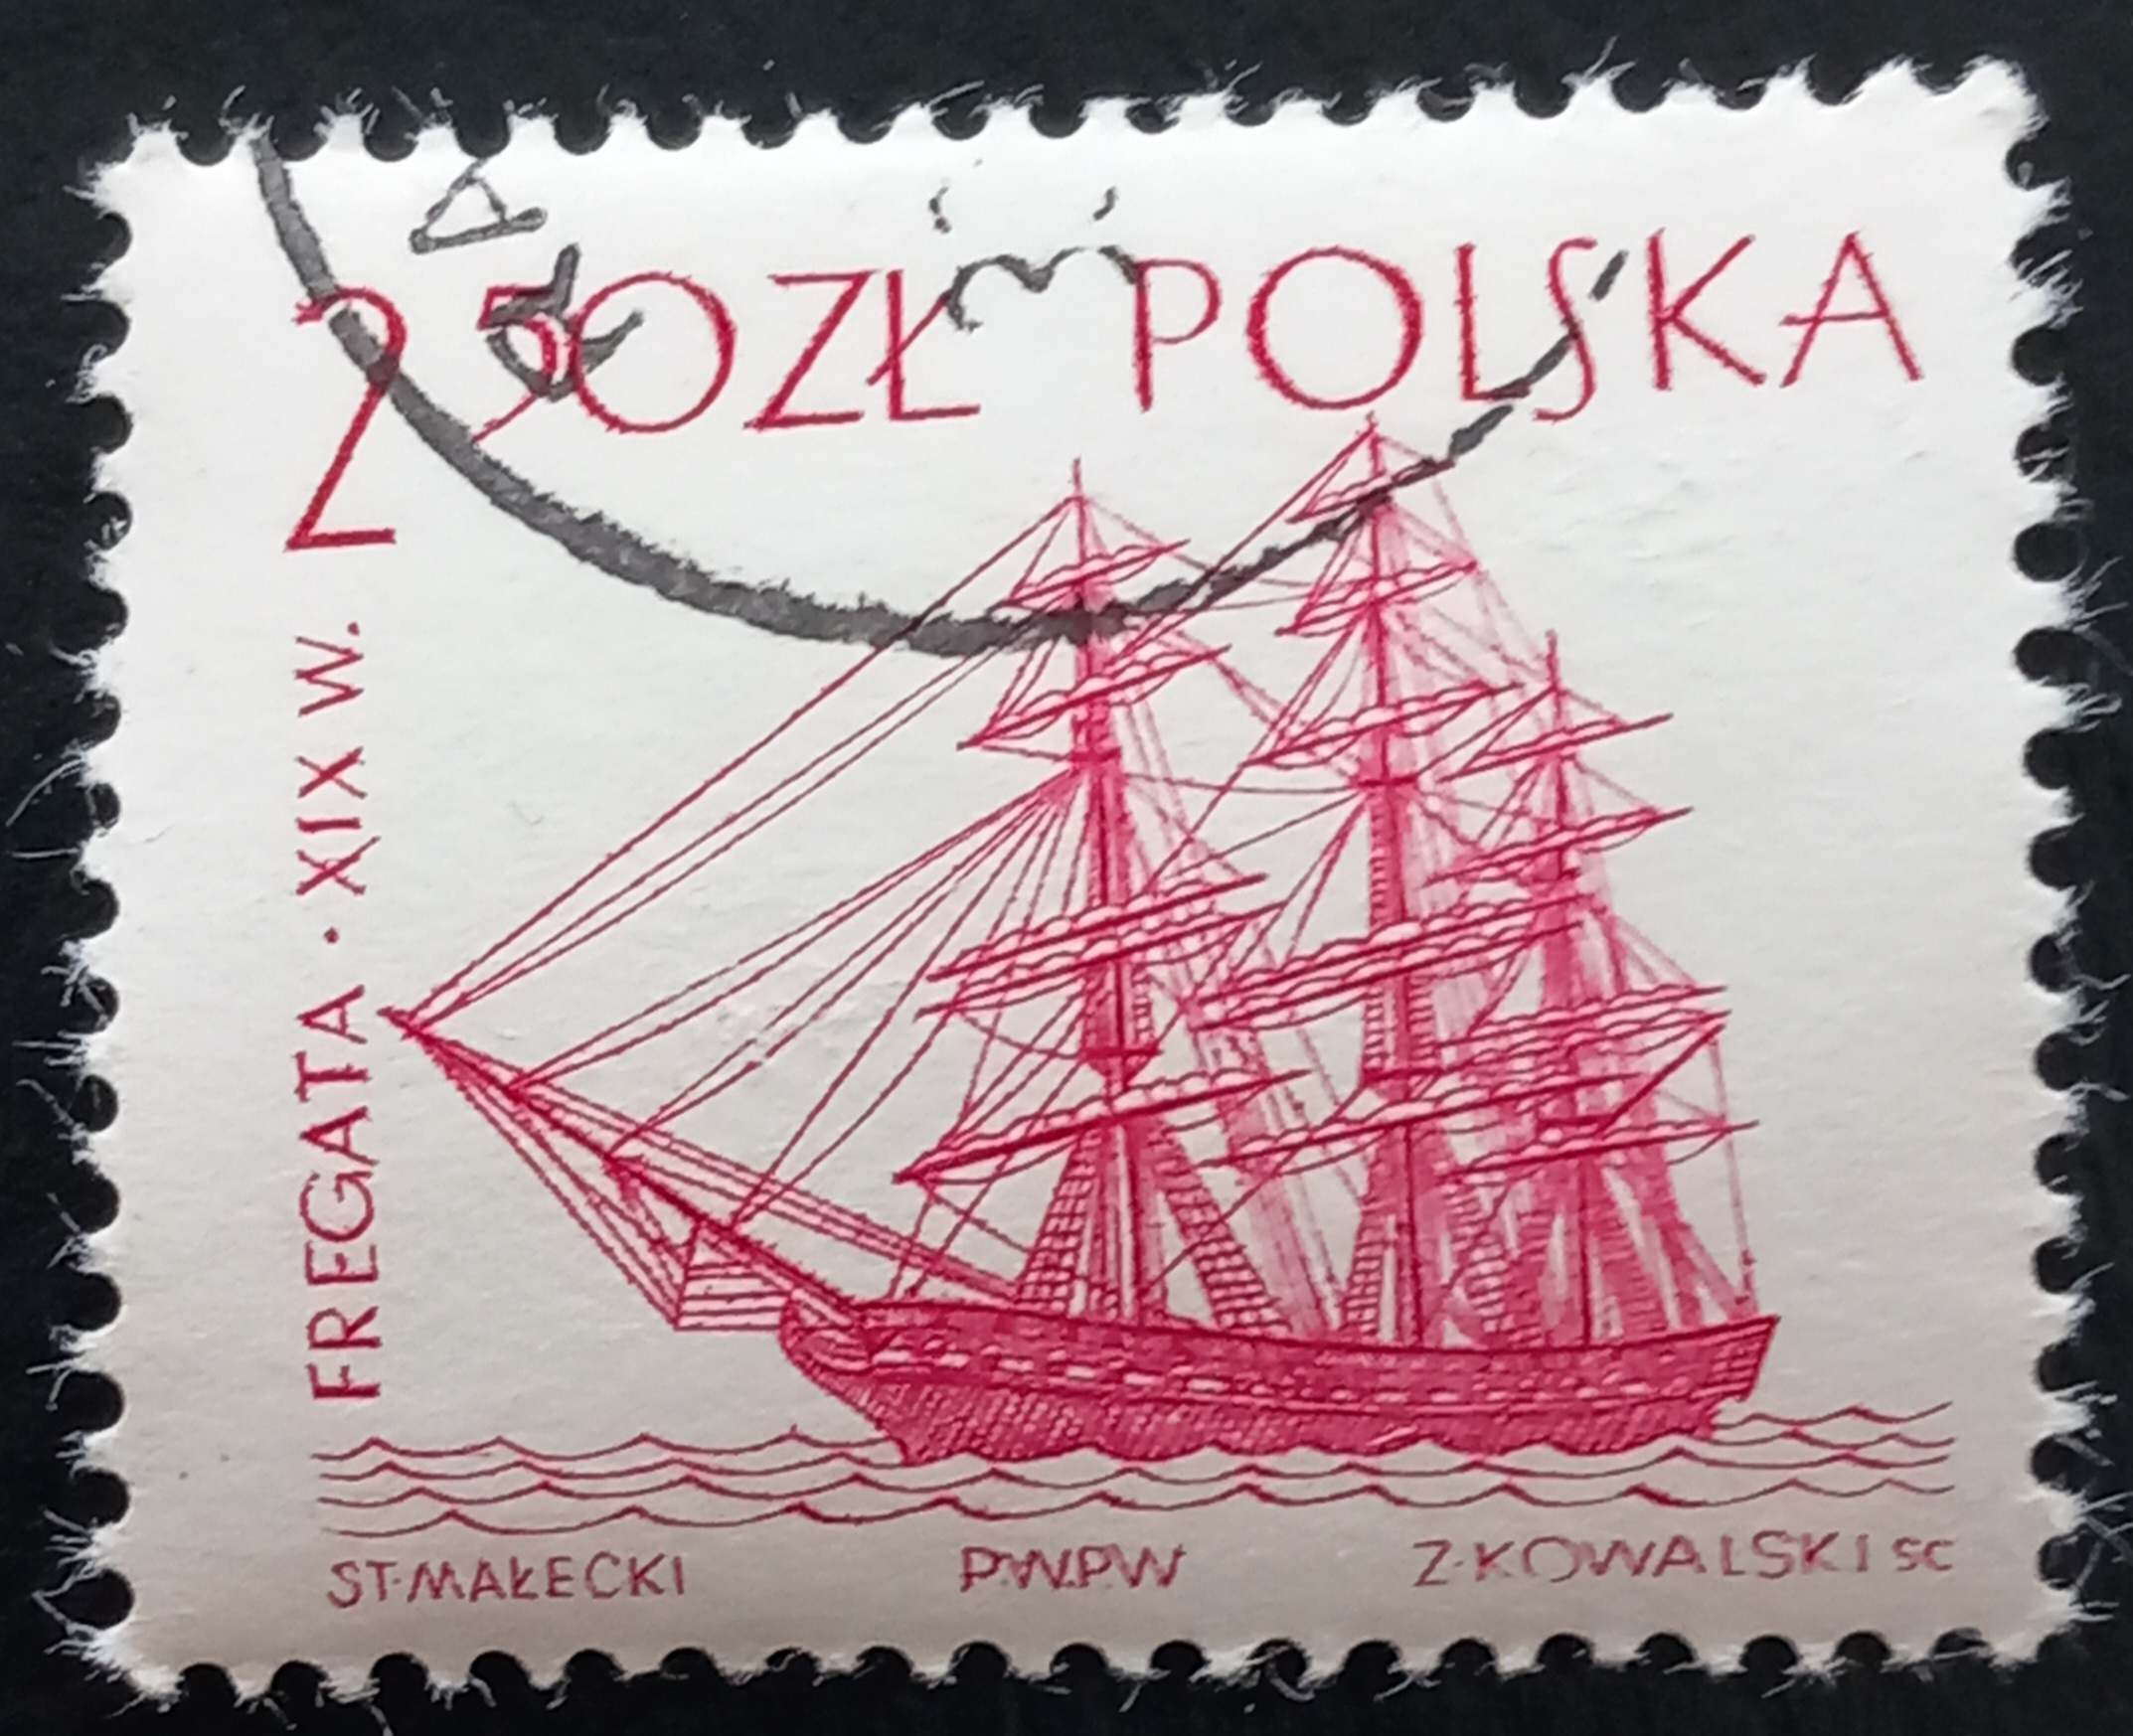 2 50 ZŁ POLSKA
FREGATA · XIX W.
ST·MAŁECKI P.W.P.W Z·KOWALSKI SC